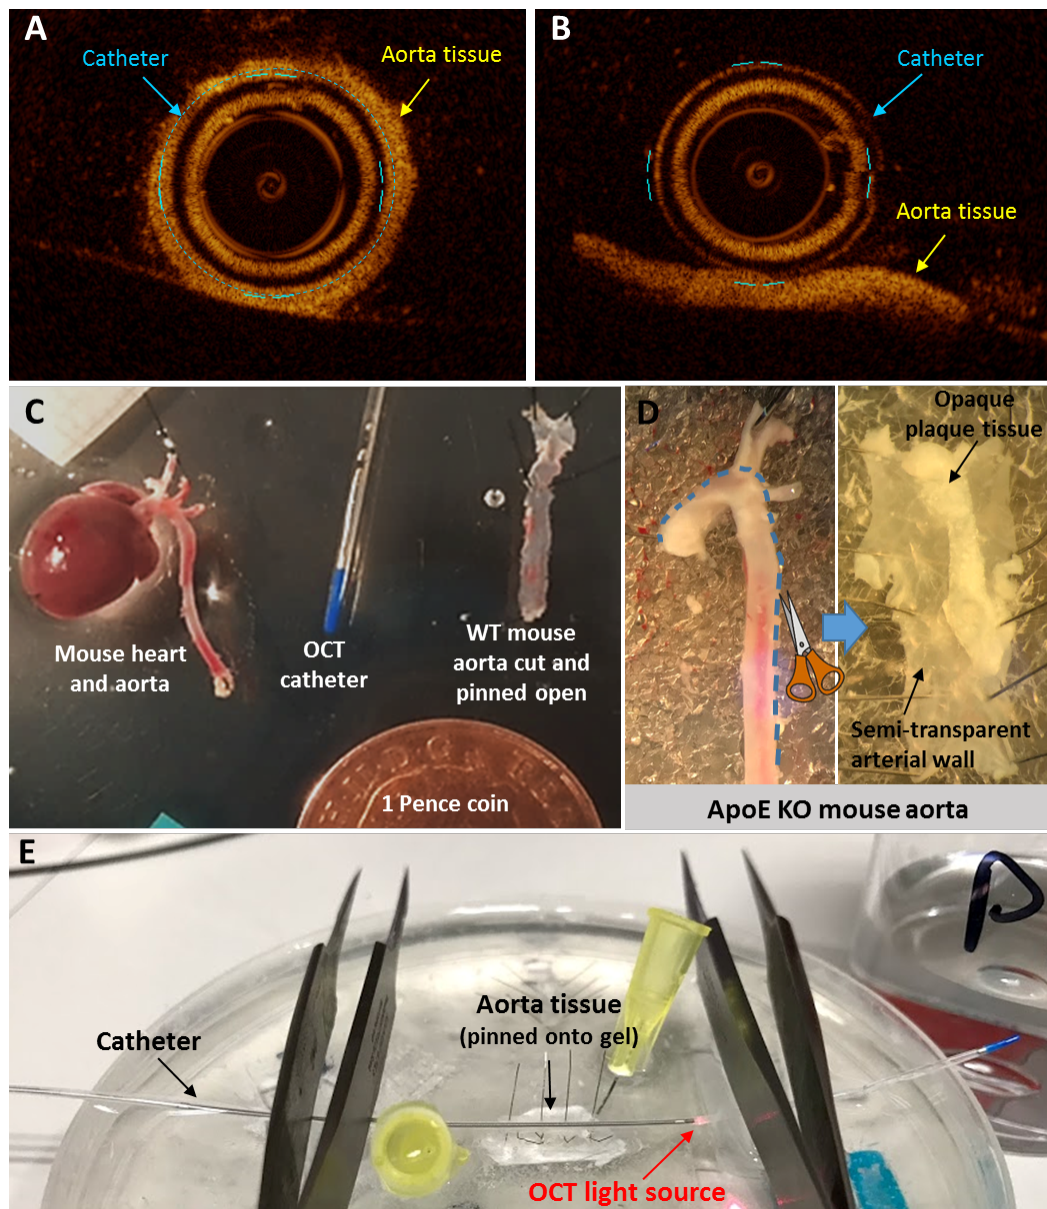 A
Catheter
Aorta tissue
B
Catheter
Aorta tissue
C
Mouse heart
and aorta
OCT
catheter
WT mouse
aorta cut and
pinned open
1 Pence coin
D
Opaque
plaque tissue
Semi-transparent
arterial wall
ApoE KO mouse aorta
E
Catheter
Aorta tissue
(pinned onto gel)
OCT light source